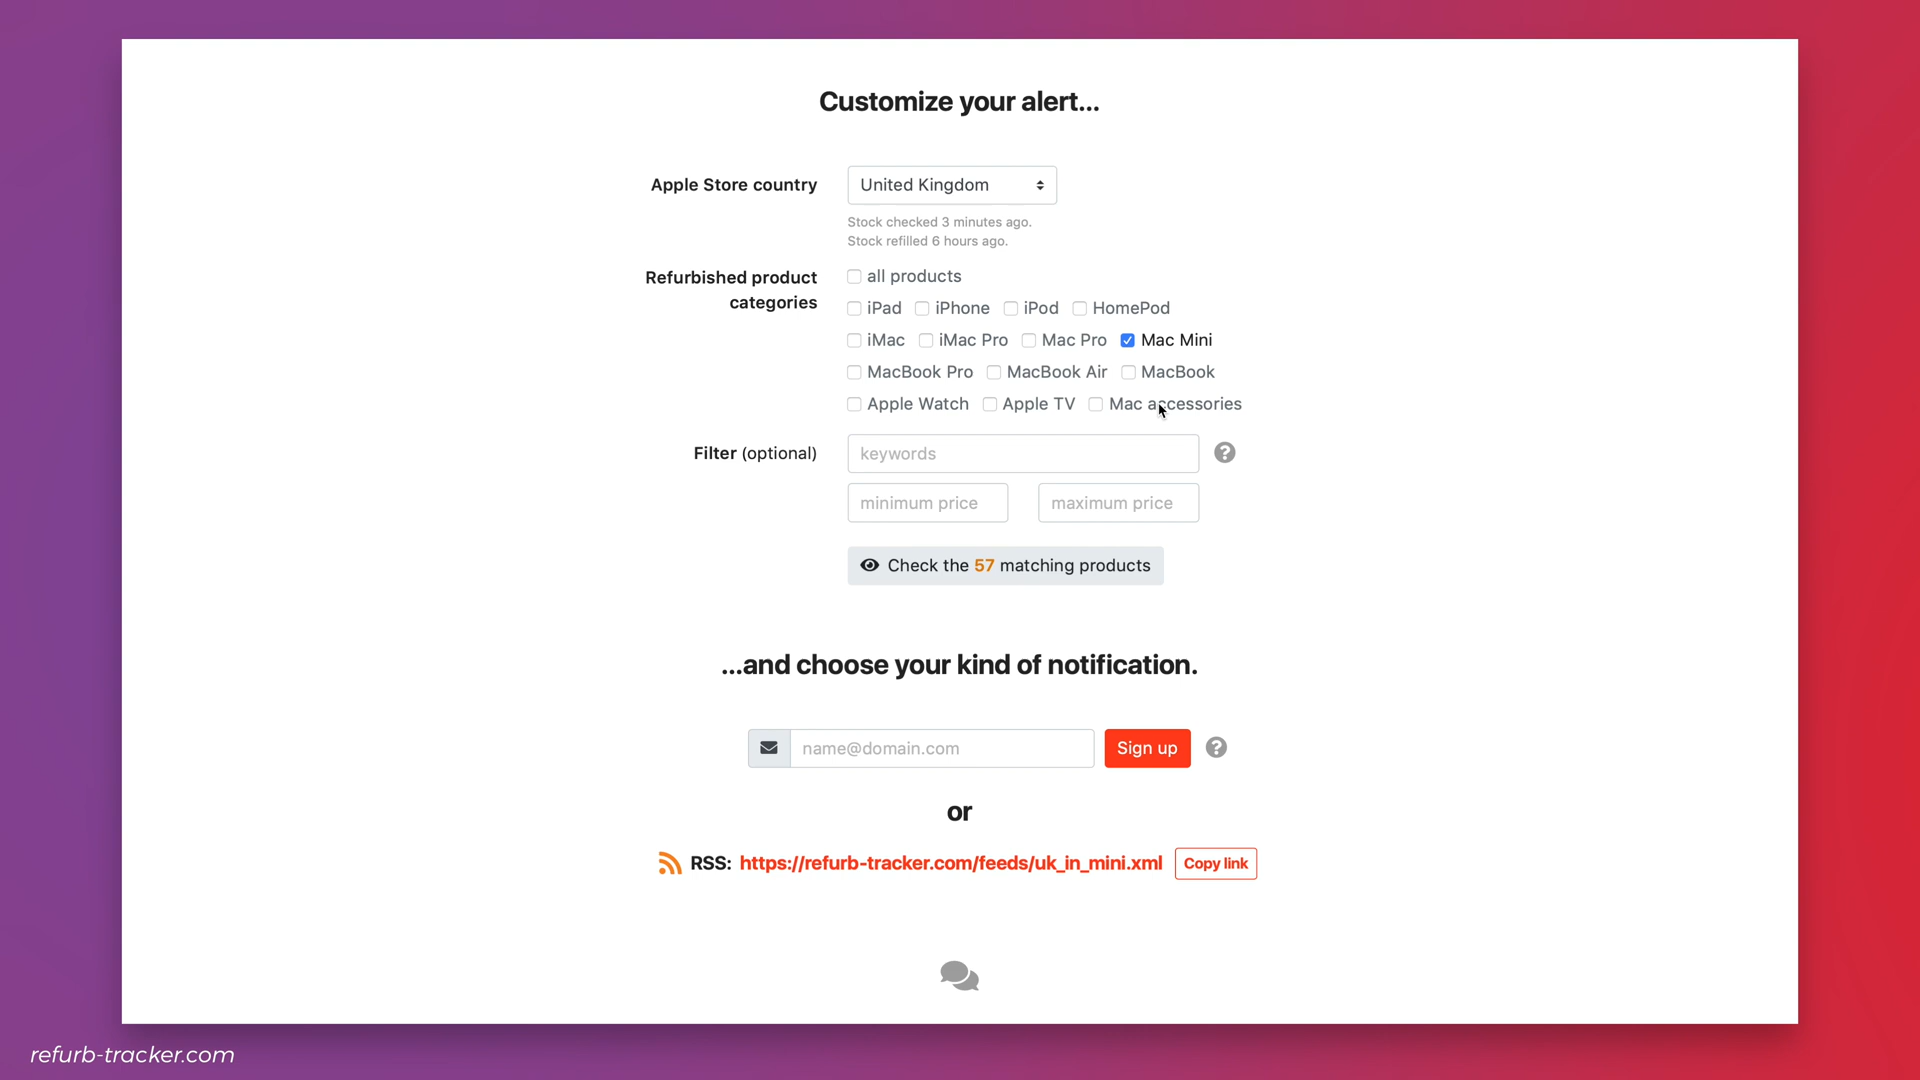 Customize your alert...
Apple Store country
United Kingdom
Stock checked 3 minutes ago.
Stock refilled 6 hours ago.
Refurbished product
categories
all products
iPad iPhone iPod HomePod
iMac iMac Pro Mac Pro Mac Mini
MacBook Pro MacBook Air MacBook
Apple Watch Apple TV Mac accessories
Filter (optional)
keywords
minimum price maximum price
Check the 57 matching products
...and choose your kind of notification.
name@domain.com Sign up
or
RSS: https://refurb-tracker.com/feeds/uk_in_mini.xml Copy link
refurb-tracker.com